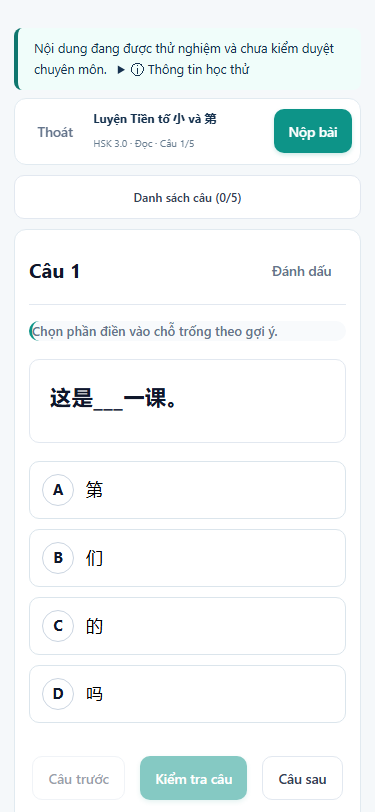 Nội dung đang được thử nghiệm và chưa kiểm duyệt
chuyên môn. ▶ ⓘ Thông tin học thử
Thoát
Luyện Tiền tố 小 và 第
HSK 3.0 · Đọc · Câu 1/5
Nộp bài
Danh sách câu (0/5)
Câu 1
Đánh dấu
Chọn phần điền vào chỗ trống theo gợi ý.
这是___一课。
A 第
B 们
C 的
D 吗
Câu trước
Kiểm tra câu
Câu sau